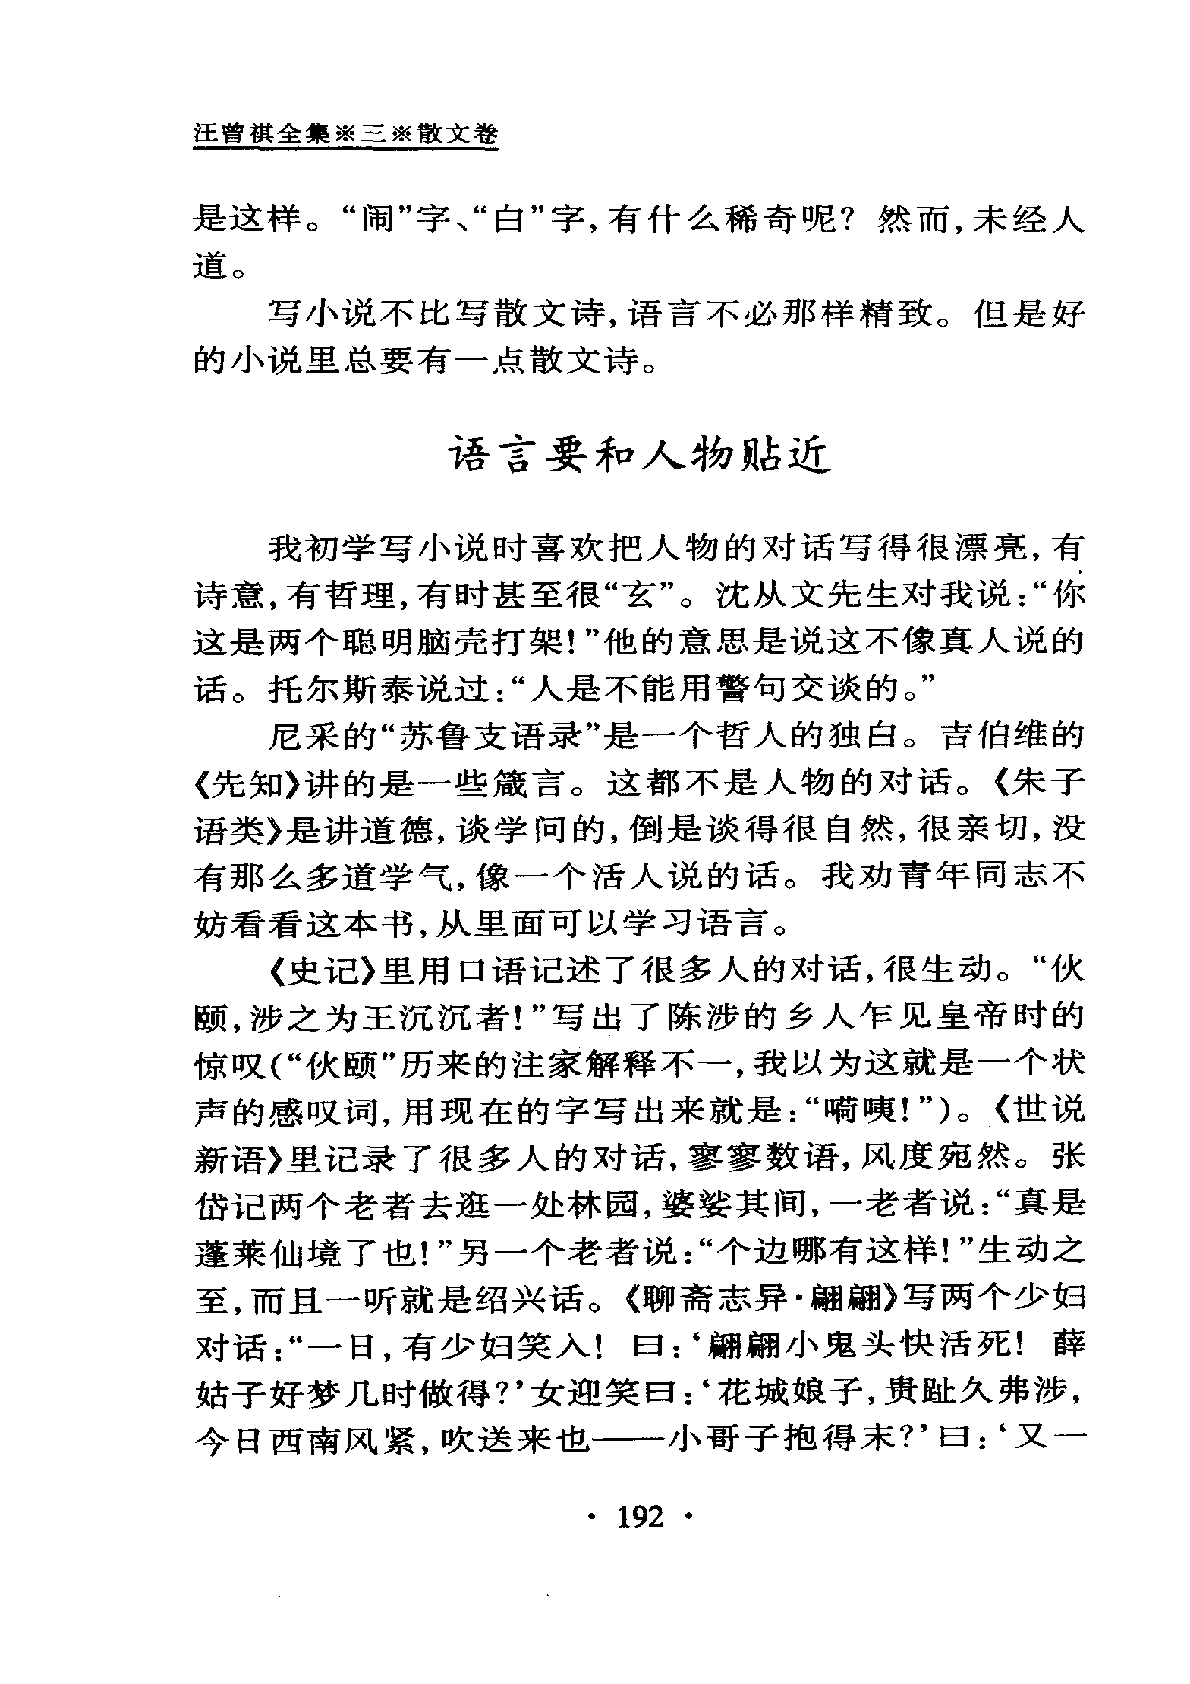 汪曾祺全集※三※散文卷
是这样。“闹”字、“白”字，有什么稀奇呢？然而，未经人
道。
写小说不比写散文诗，语言不必那样精致。但是好
的小说里总要有一点散文诗。
语言要和人物贴近
我初学写小说时喜欢把人物的对话写得很漂亮，有
诗意，有哲理，有时甚至很“玄”。沈从文先生对我说：“你
这是两个聪明脑壳打架！”他的意思是说这不像真人说的
话。托尔斯泰说过：“人是不能用警句交谈的。”
尼采的“苏鲁支语录”是一个哲人的独白。吉伯维的
《先知》讲的是一些箴言。这都不是人物的对话。《朱子
语类》是讲道德，谈学问的，倒是谈得很自然，很亲切，没
有那么多道学气，像一个活人说的话。我劝青年同志不
妨看看这本书，从里面可以学习语言。
《史记》里用口语记述了很多人的对话，很生动。“伙
颐，涉之为王沉沉者！”写出了陈涉的乡人乍见皇帝时的
惊叹（“伙颐”历来的注家解释不一，我以为这就是一个状
声的感叹词，用现在的字写出来就是：“嗬咦！”）。《世说
新语》里记录了很多人的对话，寥寥数语，风度宛然。张
岱记两个老者去逛一处林园，婆娑其间，一老者说：“真是
蓬莱仙境了也！”另一个老者说：“个边哪有这样！”生动之
至，而且一听就是绍兴话。《聊斋志异·翩翩》写两个少妇
对话：“一日，有少妇笑入！曰：‘翩翩小鬼头快活死！薛
姑子好梦几时做得？’女迎笑曰：‘花城娘子，贵趾久弗涉，
今日西南风紧，吹送来也——小哥子抱得末？’曰：‘又一
· 192 ·